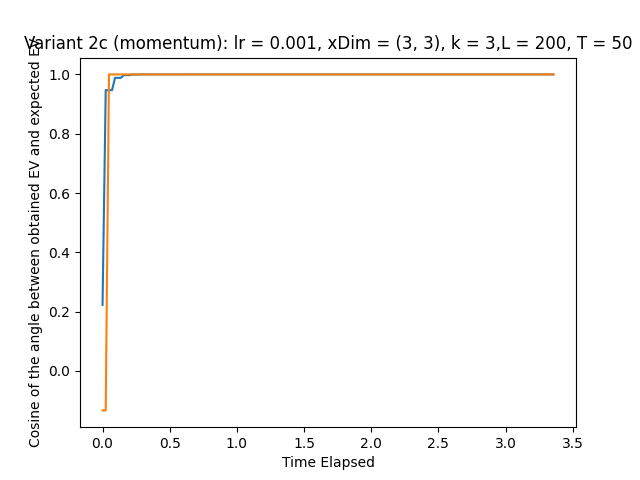 Variant 2c (momentum): lr = 0.001, xDim = (3, 3), k = 3,L = 200, T = 50
Cosine of the angle between obtained EV and expected EV
1.0
0.8
0.6
0.4
0.2
0.0
0.0 0.5 1.0 1.5 2.0 2.5 3.0 3.5
Time Elapsed